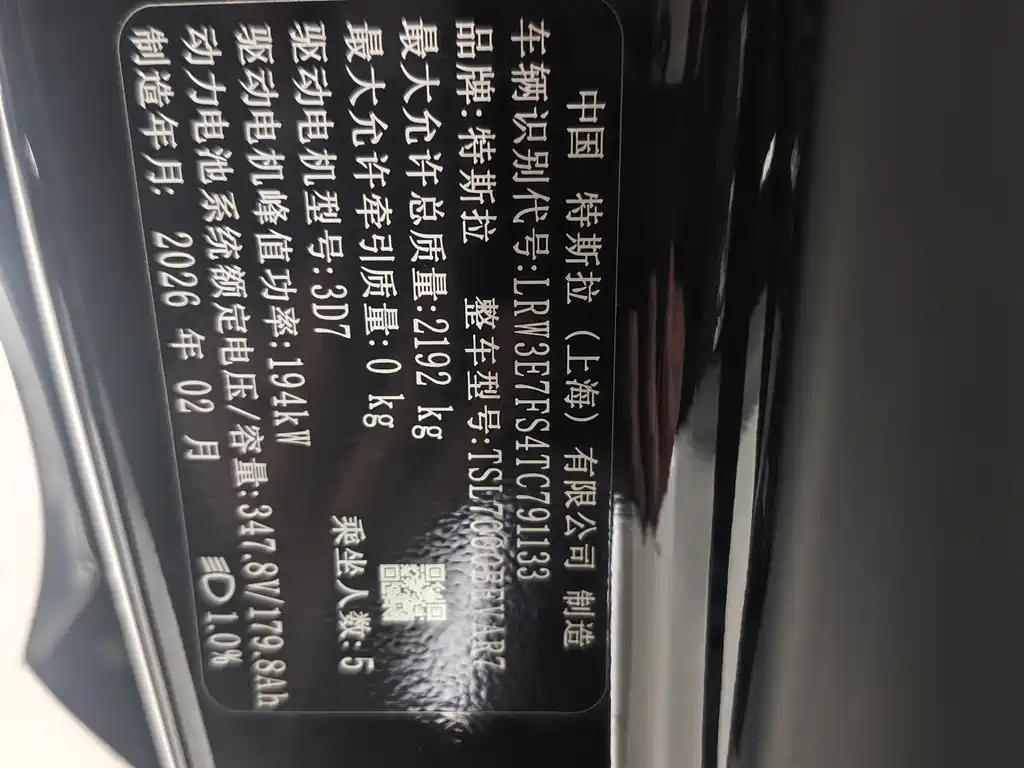 中国 特斯拉(上海)有限公司 制造
车辆识别代号:LRW3E7FS4TC791133
品牌:特斯拉 整车型号:
最大允许总质量:2192 kg
最大允许牵引质量:0 kg
驱动电机型号:3D7 乘坐人数:5
驱动电机峰值功率:194kW
动力电池系统额定电压/容量:347.8V/179.8Ah
制造年月: 2026 年 02 月 1.0%